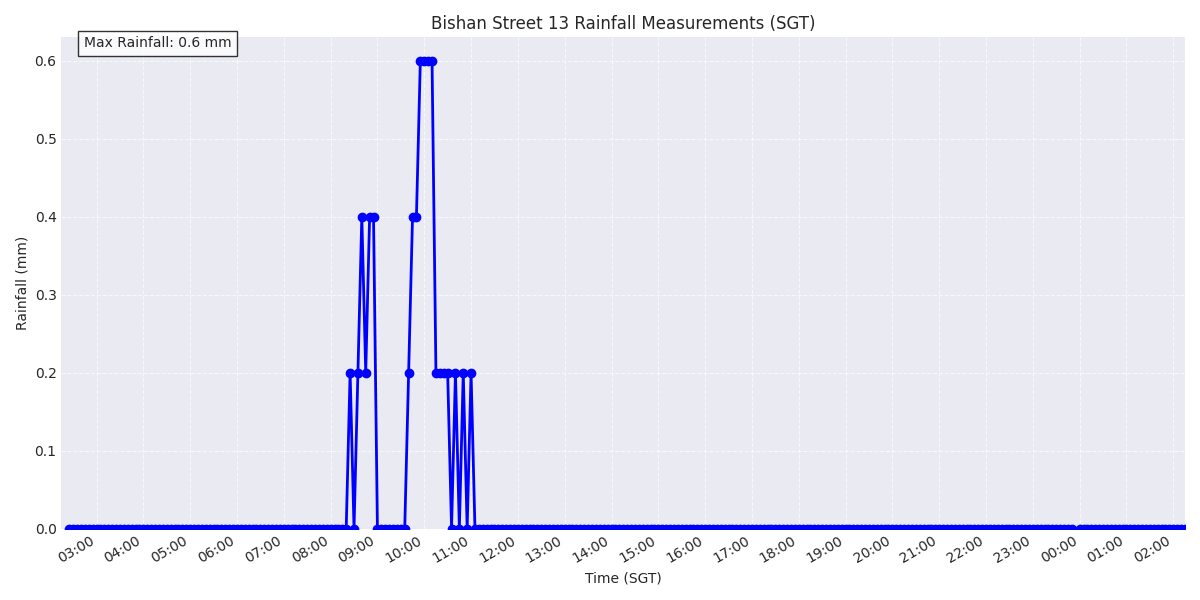 Bishan Street 13 Rainfall Measurements (SGT)
Max Rainfall: 0.6 mm
0.6
0.5
0.4
0.3
0.2
0.1
0.0
Rainfall (mm)
03:00 04:00 05:00 06:00 07:00 08:00 09:00 10:00 11:00 12:00 13:00 14:00 15:00 16:00 17:00 18:00 19:00 20:00 21:00 22:00 23:00 00:00 01:00 02:00
Time (SGT)